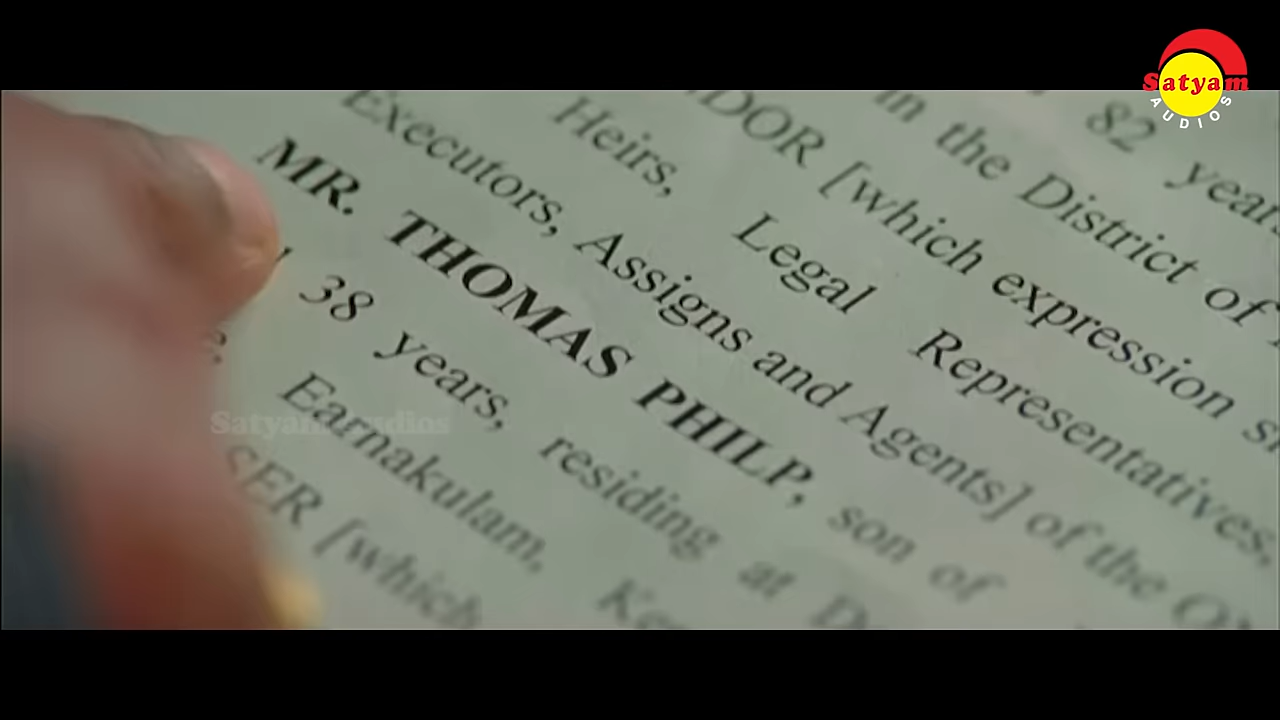 Satyam
AUDIOS
82 year
in the District of
DOR [which expression
Heirs, Legal Representatives,
Executors, Assigns and Agents] of the
MR. THOMAS PHILP, son of
38 years, residing at
Earnakulam,
SER [which
Satyam Audios